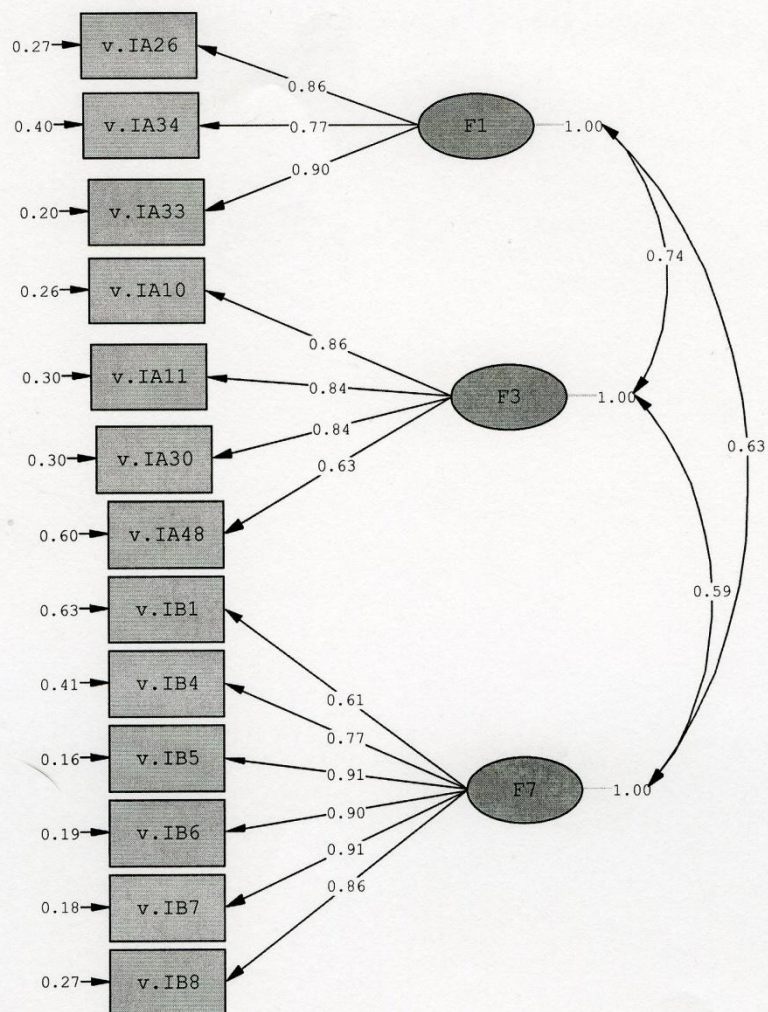 0.27 v.IA26
0.86
0.40 v.IA34 0.77 F1 1.00
0.90
0.20 v.IA33
0.74
0.26 v.IA10
0.86
0.30 v.IA11 0.84 F3 1.00
0.84
0.30 v.IA30 0.63
0.63
0.60 v.IA48
0.59
0.63 v.IB1
0.41 v.IB4 0.61
0.77
0.16 v.IB5 0.91 F7 1.00
0.19 v.IB6 0.90
0.91
0.18 v.IB7 0.86
0.27 v.IB8